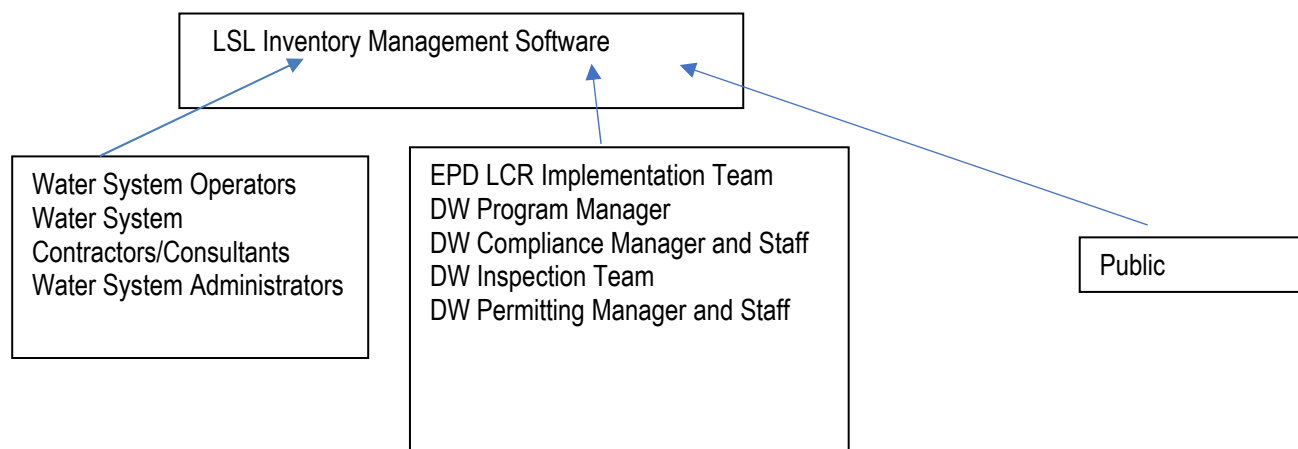 LSL Inventory Management Software
Water System Operators
Water System
Contractors/Consultants
Water System Administrators
EPD LCR Implementation Team
DW Program Manager
DW Compliance Manager and Staff
DW Inspection Team
DW Permitting Manager and Staff
Public